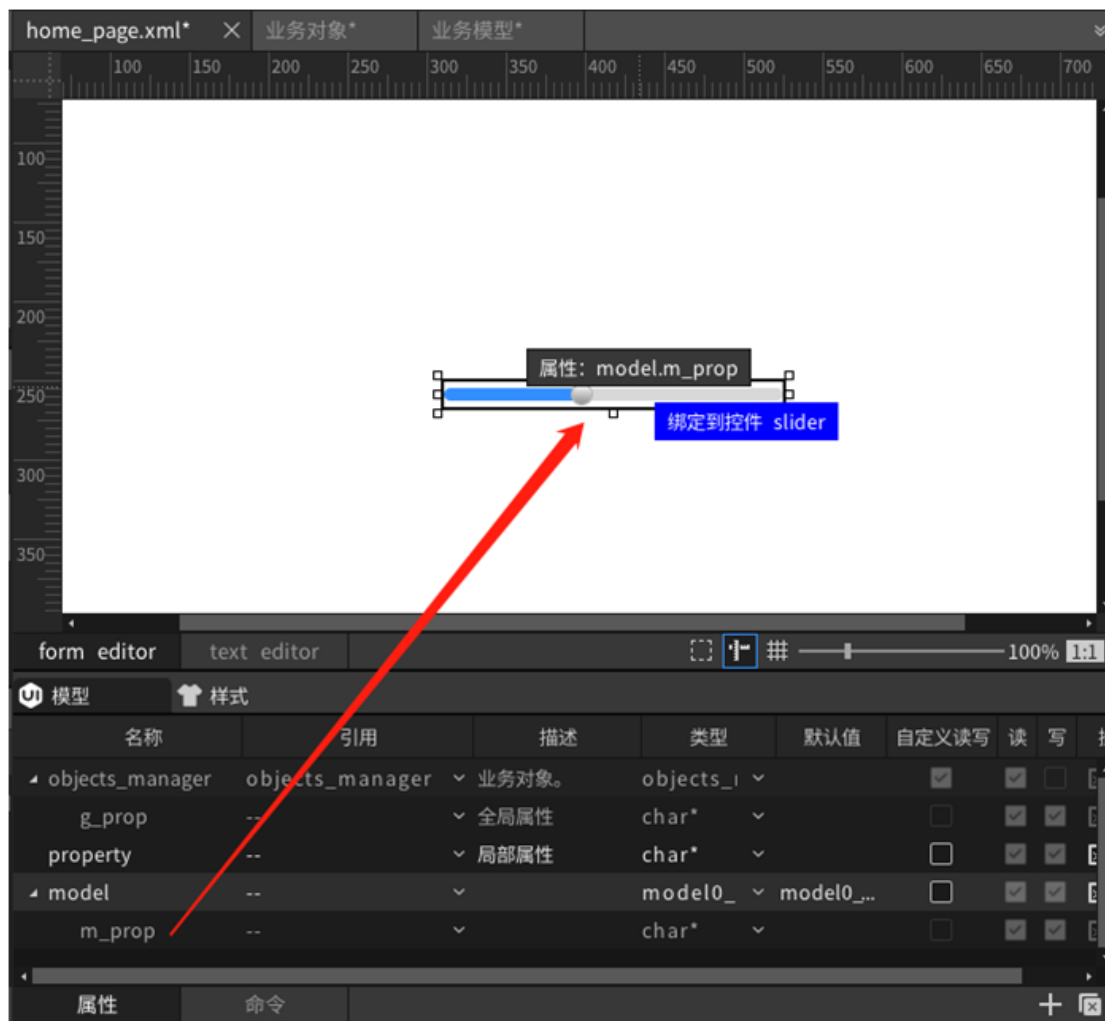 home_page.xml* 业务对象* 业务模型*
100 150 200 250 300 350 400 450 500 550 600 650 700
100
150
200
属性: model.m_prop
250
绑定到控件 slider
300
350
form editor text editor 100% 1:1
UI 模型 样式
名称 引用 描述 类型 默认值 自定义读写 读 写
objects_manager objects_manager 业务对象。 objects_
g_prop -- 全局属性 char*
property -- 局部属性 char*
model -- model0_ model0_...
m_prop -- char*
属性 命令